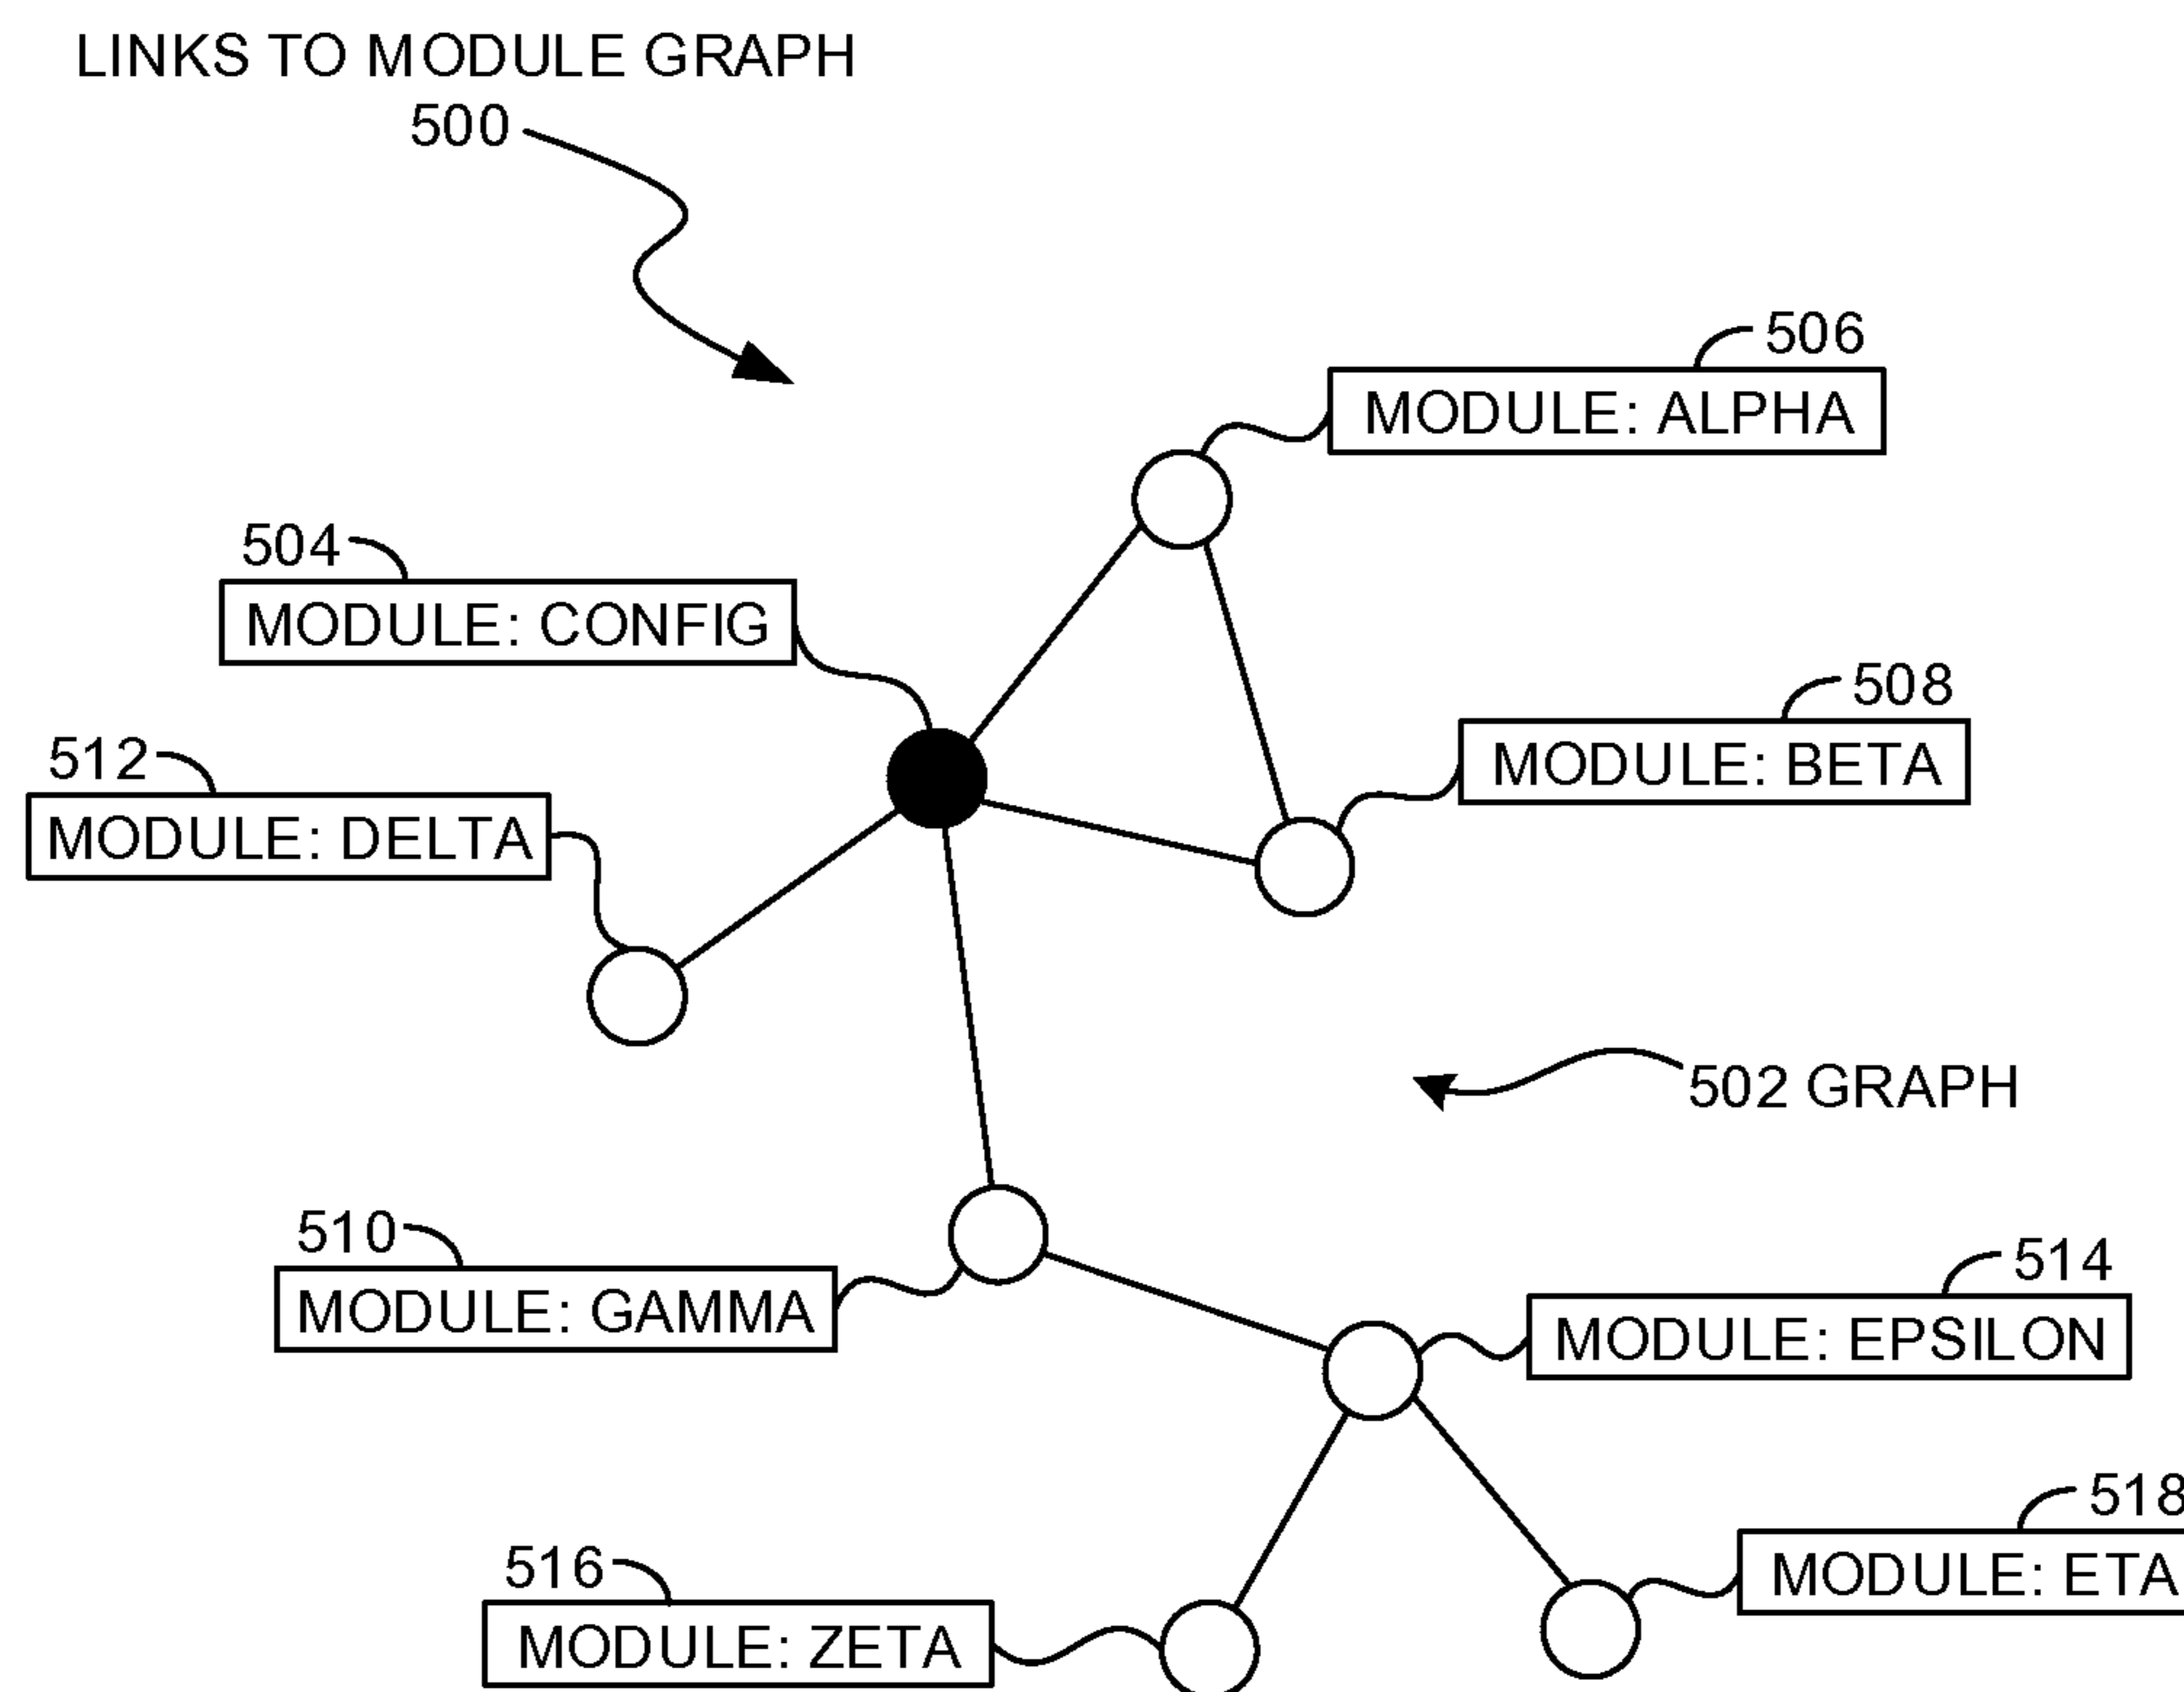 LINKS TO MODULE GRAPH
500
506
MODULE: ALPHA
504
MODULE: CONFIG
508
MODULE: BETA
512
MODULE: DELTA
502 GRAPH
510
MODULE: GAMMA
514
MODULE: EPSILON
518
MODULE: ETA
516
MODULE: ZETA